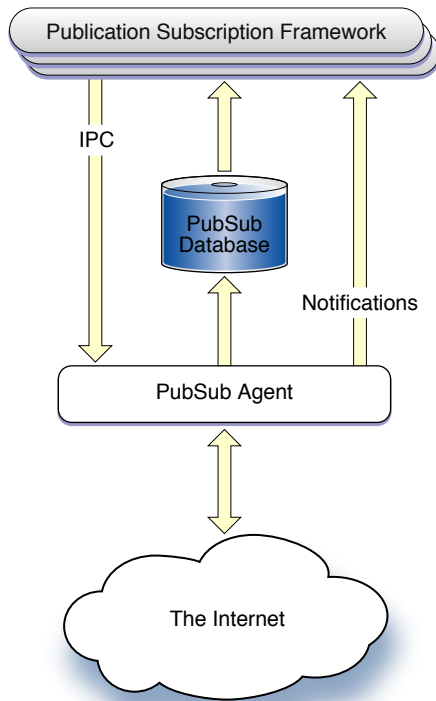 Publication Subscription Framework
IPC
PubSub
Database
Notifications
PubSub Agent
The Internet